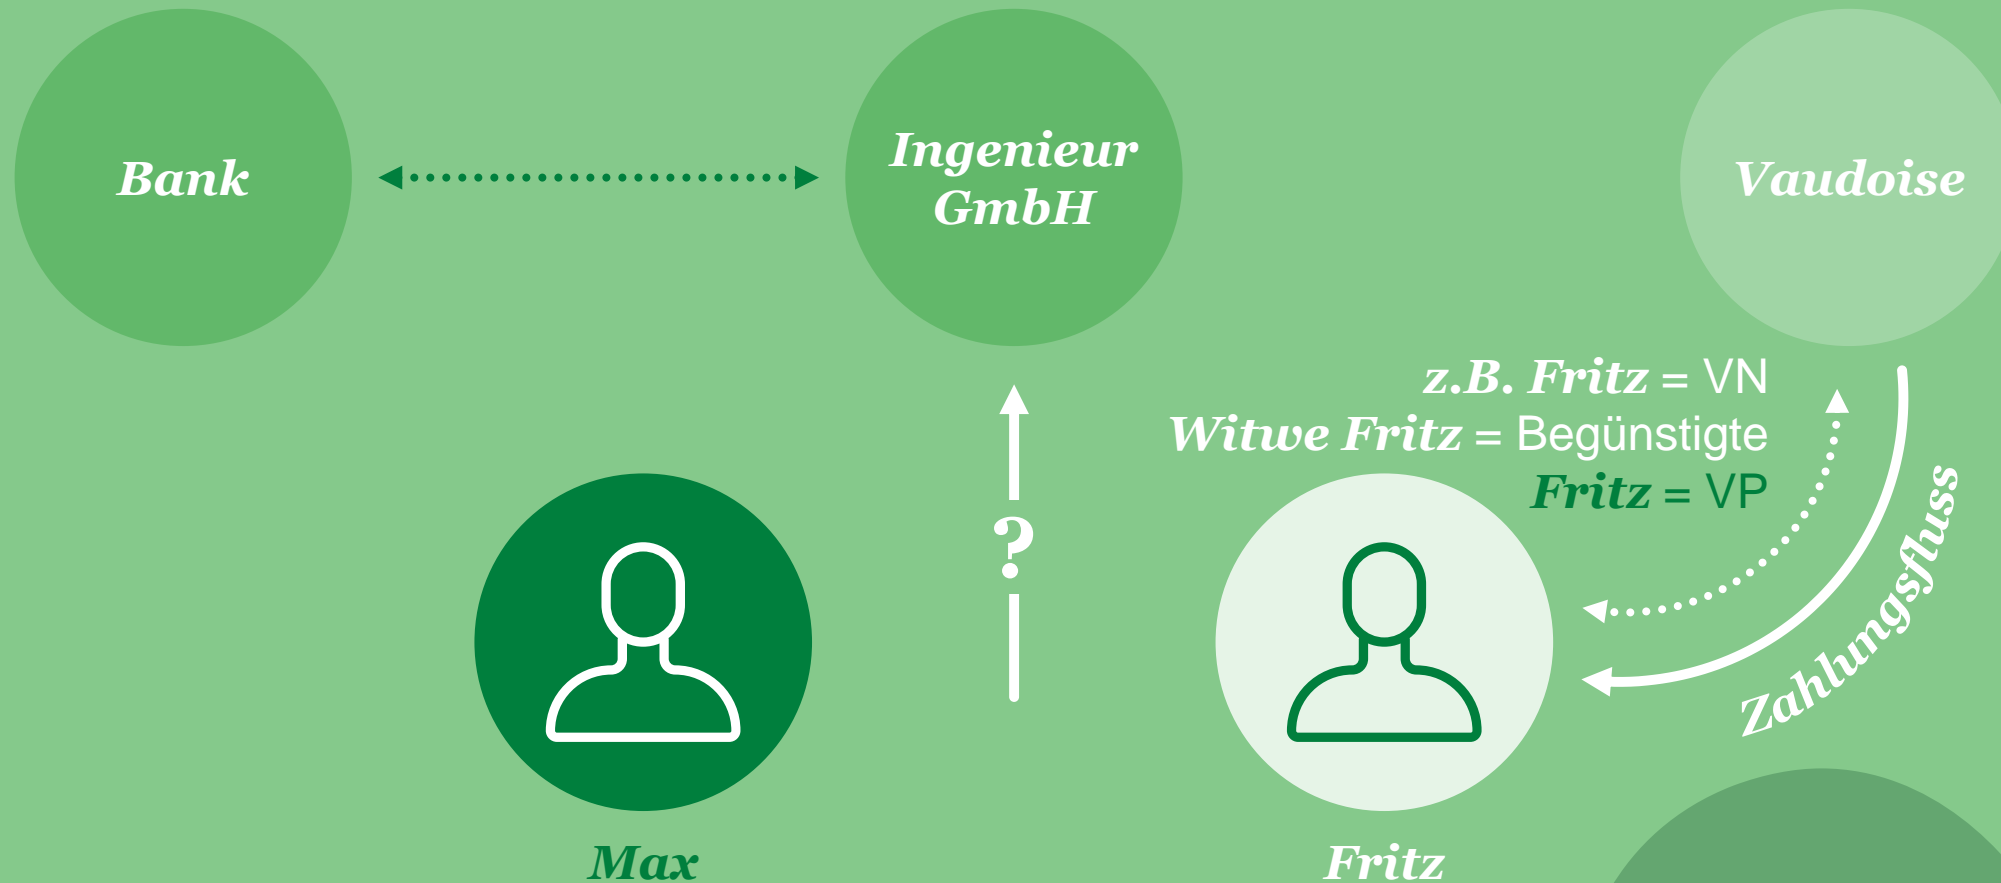 Bank
Ingenieur
GmbH
Vaudoise
z.B. Fritz = VN
Witwe Fritz = Begünstigte
Fritz = VP
?
Zahlungsfluss
Max
Fritz